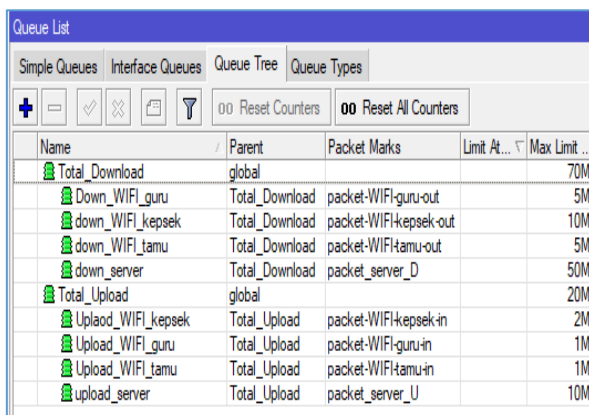 Queue List
Simple Queues Interface Queues Queue Tree Queue Types
00 Reset Counters 00 Reset All Counters
Name / Parent Packet Marks Limit At... Max Limit ...
Total_Download global 70M
Down_WIFI_guru Total_Download packet-WIFI-guru-out 5M
down_WIFI_kepsek Total_Download packet-WIFI-kepsek-out 10M
down_WIFI_tamu Total_Download packet-WIFI-tamu-out 5M
down_server Total_Download packet_server_D 50M
Total_Upload global 20M
Uplaod_WIFI_kepsek Total_Upload packet-WIFI-kepsek-in 2M
Upload_WIFI_guru Total_Upload packet-WIFI-guru-in 1M
Upload_WIFI_tamu Total_Upload packet-WIFI-tamu-in 1M
upload_server Total_Upload packet_server_U 10M